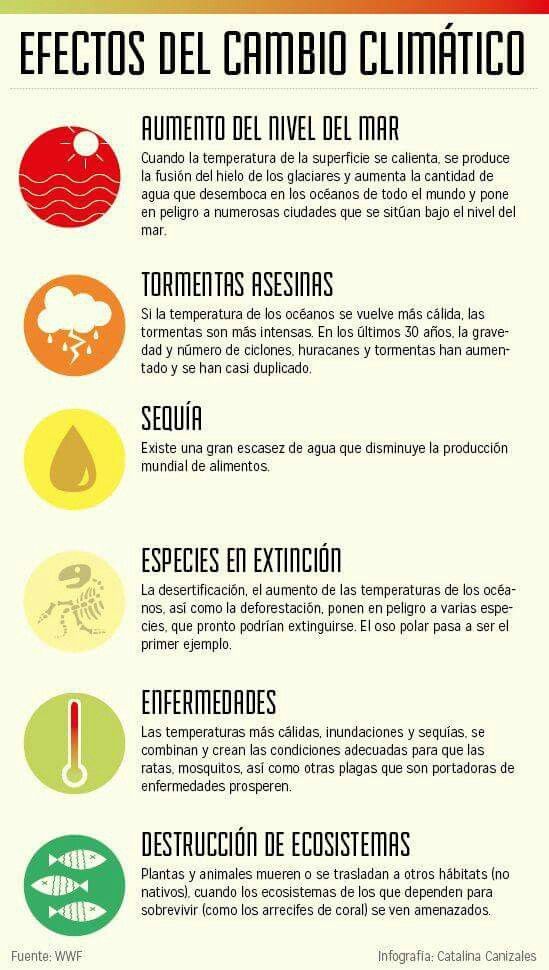 EFECTOS DEL CAMBIO CLIMÁTICO
AUMENTO DEL NIVEL DEL MAR
Cuando la temperatura de la superficie se calienta, se produce
la fusión del hielo de los glaciares y aumenta la cantidad de
agua que desemboca en los océanos de todo el mundo y pone
en peligro a numerosas ciudades que se sitúan bajo el nivel del
mar.
TORMENTAS ASESINAS
Si la temperatura de los océanos se vuelve más cálida, las
tormentas son más intensas. En los últimos 30 años, la grave-
dad y número de ciclones, huracanes y tormentas han aumen-
tado y se han casi duplicado.
SEQUÍA
Existe una gran escasez de agua que disminuye la producción
mundial de alimentos.
ESPECIES EN EXTINCIÓN
La desertificación, el aumento de las temperaturas de los océa-
nos, así como la deforestación, ponen en peligro a varias espe-
cies, que pronto podrían extinguirse. El oso polar pasa a ser el
primer ejemplo.
ENFERMEDADES
Las temperaturas más cálidas, inundaciones y sequías, se
combinan y crean las condiciones adecuadas para que las
ratas, mosquitos, así como otras plagas que son portadoras de
enfermedades prosperen.
DESTRUCCIÓN DE ECOSISTEMAS
Plantas y animales mueren o se trasladan a otros hábitats (no
nativos), cuando los ecosistemas de los que dependen para
sobrevivir (como los arrecifes de coral) se ven amenazados.
Fuente: WWF
Infografía: Catalina Canizales